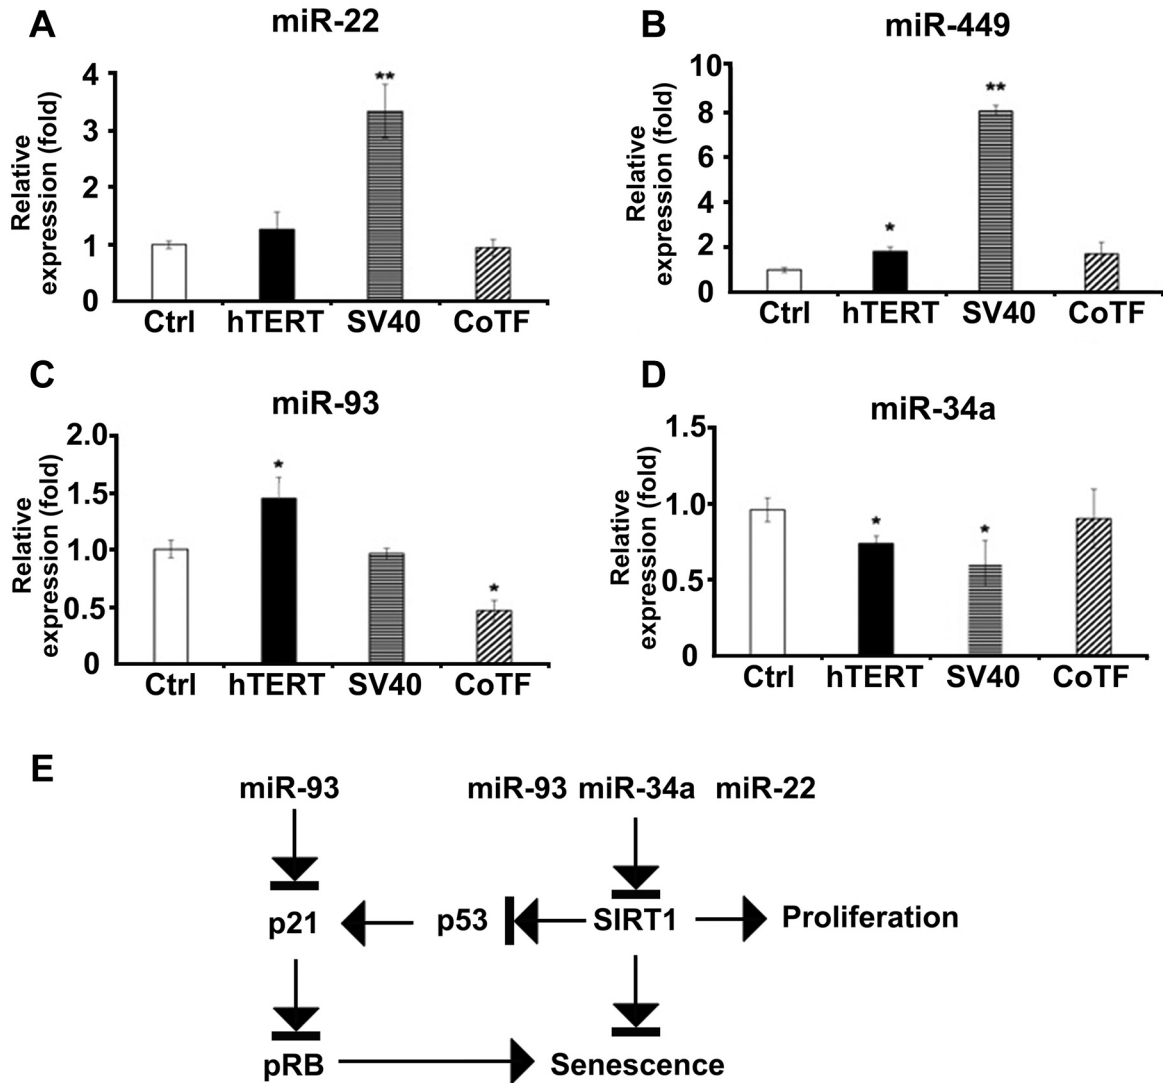 A
miR-22
Relative
expression (fold)
4
3
2
1
0
**
Ctrl hTERT SV40 CoTF
B
miR-449
Relative
expression (fold)
10
8
6
4
2
0
*
**
Ctrl hTERT SV40 CoTF
C
miR-93
Relative
expression (fold)
2.0
1.5
1.0
0.5
0
*
*
Ctrl hTERT SV40 CoTF
D
miR-34a
Relative
expression (fold)
1.5
1.0
0.5
0
*
*
Ctrl hTERT SV40 CoTF
E
miR-93 miR-93 miR-34a miR-22
p21 p53 SIRT1 Proliferation
pRB Senescence